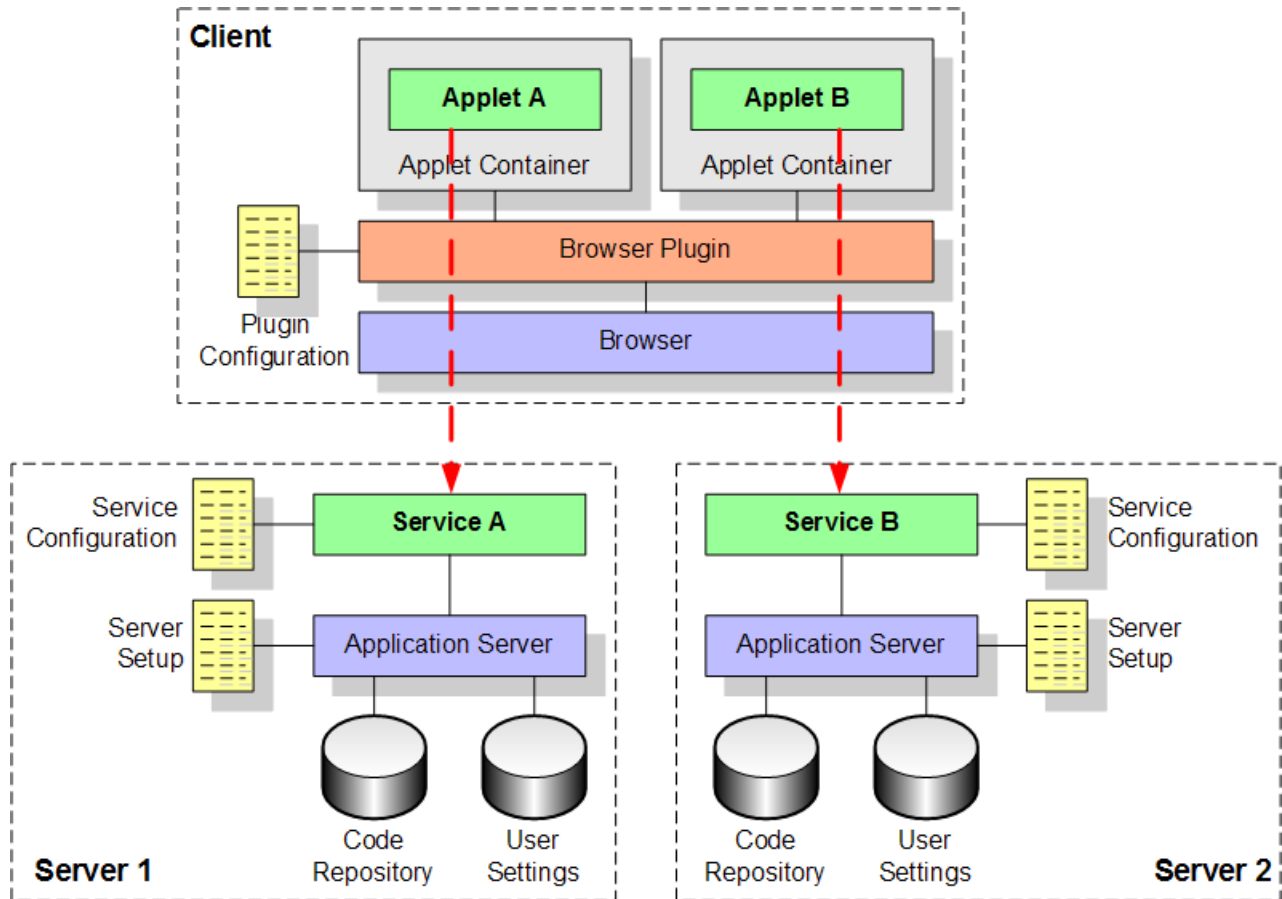 Client
Applet A
Applet B
Applet Container
Applet Container
Browser Plugin
Plugin
Configuration
Browser
Service
Configuration
Service A
Server
Setup
Application Server
Code
Repository
User
Settings
Server 1
Service B
Service
Configuration
Application Server
Server
Setup
Code
Repository
User
Settings
Server 2